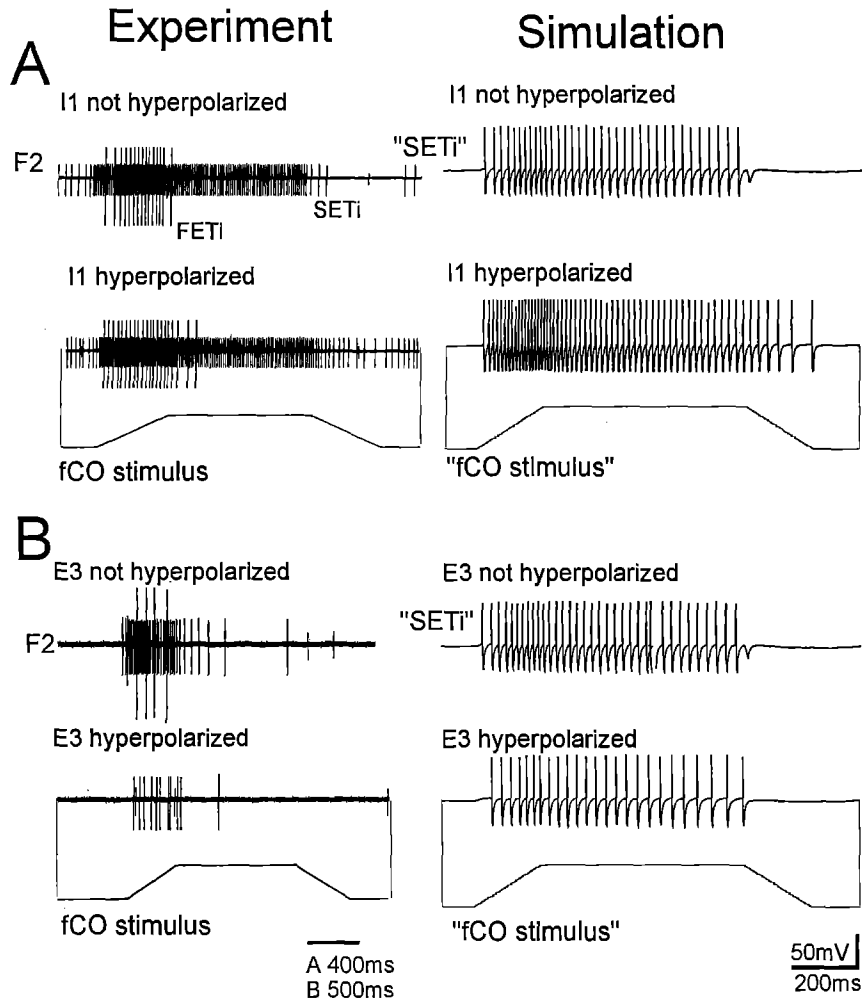 Experiment
Simulation
A
I1 not hyperpolarized
I1 not hyperpolarized
F2
"SETi"
SETi
FETi
I1 hyperpolarized
I1 hyperpolarized
fCO stimulus
"fCO stimulus"
B
E3 not hyperpolarized
E3 not hyperpolarized
F2
"SETi"
E3 hyperpolarized
E3 hyperpolarized
fCO stimulus
"fCO stimulus"
A 400ms
B 500ms
50mV
200ms